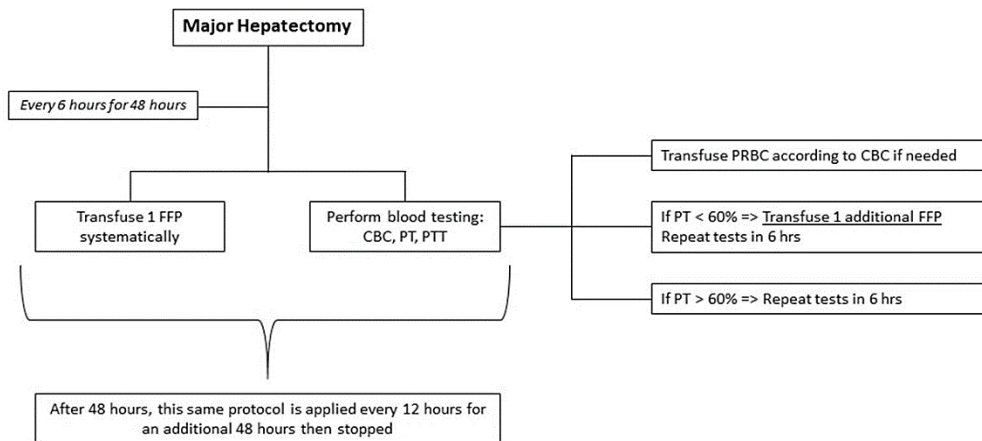 Major Hepatectomy
Every 6 hours for 48 hours
Transfuse 1 FFP
systematically
Perform blood testing:
CBC, PT, PTT
Transfuse PRBC according to CBC if needed
If PT < 60% => Transfuse 1 additional FFP
Repeat tests in 6 hrs
If PT > 60% => Repeat tests in 6 hrs
After 48 hours, this same protocol is applied every 12 hours for
an additional 48 hours then stopped